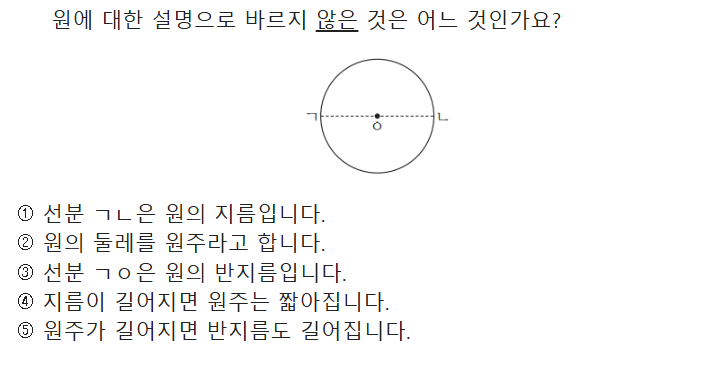 원에 대한 설명으로 바르지 않은 것은 어느 것인가요?
ㄱ ㄴ
ㅇ
① 선분 ㄱㄴ은 원의 지름입니다.
② 원의 둘레를 원주라고 합니다.
③ 선분 ㄱㅇ은 원의 반지름입니다.
④ 지름이 길어지면 원주는 짧아집니다.
⑤ 원주가 길어지면 반지름도 길어집니다.